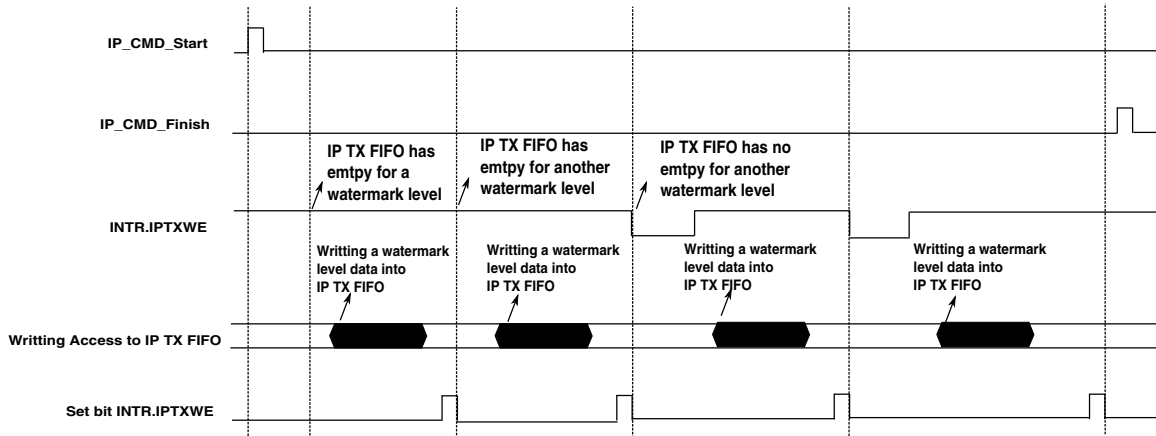 IP_CMD_Start
IP_CMD_Finish
IP TX FIFO has
emtpy for a
watermark level
IP TX FIFO has
emtpy for another
watermark level
IP TX FIFO has no
emtpy for another
watermark level
INTR.IPTXWE
Writting a watermark
level data into
IP TX FIFO
Writting a watermark
level data into
IP TX FIFO
Writting a watermark
level data into
IP TX FIFO
Writting a watermark
level data into
IP TX FIFO
Writting Access to IP TX FIFO
Set bit INTR.IPTXWE